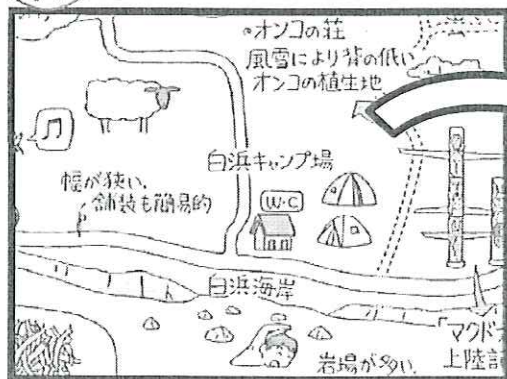 オンコの荘
風雪により背の低い
オンコの植生地
白浜キャンプ場
幅が狭い、
舗装も簡易的
W・C
白浜海岸
「マクド
上陸
岩場が多い